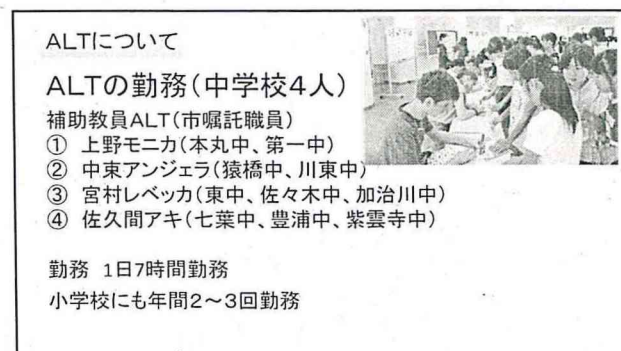 ALTについて
ALTの勤務(中学校4人)
補助教員ALT(市嘱託職員)
① 上野モニカ(本丸中、第一中)
② 中束アンジェラ(猿橋中、川東中)
③ 宮村レベッカ(東中、佐々木中、加治川中)
④ 佐久間アキ(七葉中、豊浦中、紫雲寺中)
勤務 1日7時間勤務
小学校にも年間2～3回勤務